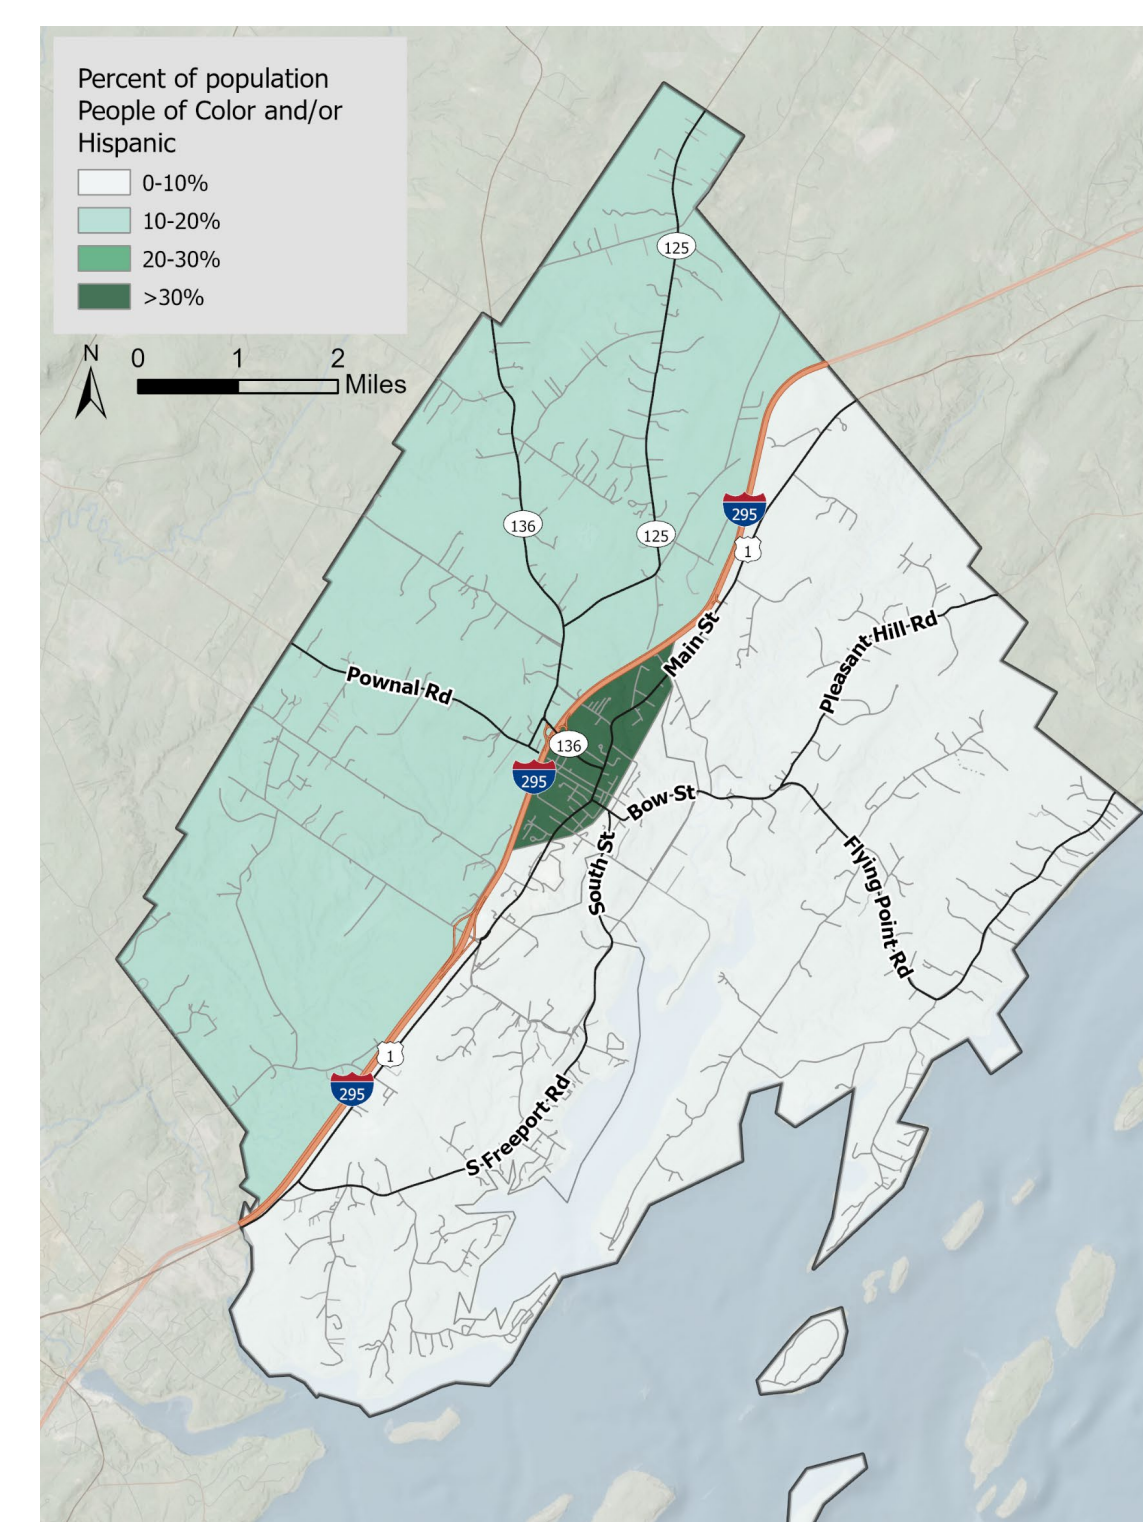 Percent of population
People of Color and/or
Hispanic
0-10%
10-20%
20-30%
>30%
N
0 1 2
Miles
125
136
125
295
1
Main St
Pleasant Hill Rd
Pownal Rd
136
295
Bow St
South St
Flying Point Rd
1
295
S Freeport Rd